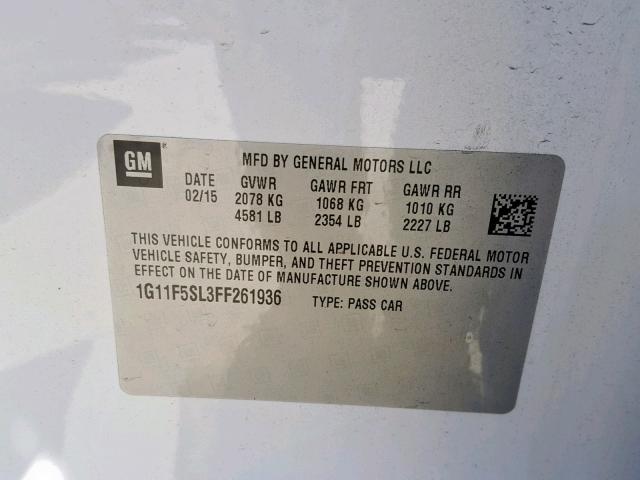 GM
MFD BY GENERAL MOTORS LLC
DATE GVWR GAWR FRT GAWR RR
02/15 2078 KG 1068 KG 1010 KG
4581 LB 2354 LB 2227 LB
THIS VEHICLE CONFORMS TO ALL APPLICABLE U.S. FEDERAL MOTOR
VEHICLE SAFETY, BUMPER, AND THEFT PREVENTION STANDARDS IN
EFFECT ON THE DATE OF MANUFACTURE SHOWN ABOVE.
1G11F5SL3FF261936 TYPE: PASS CAR